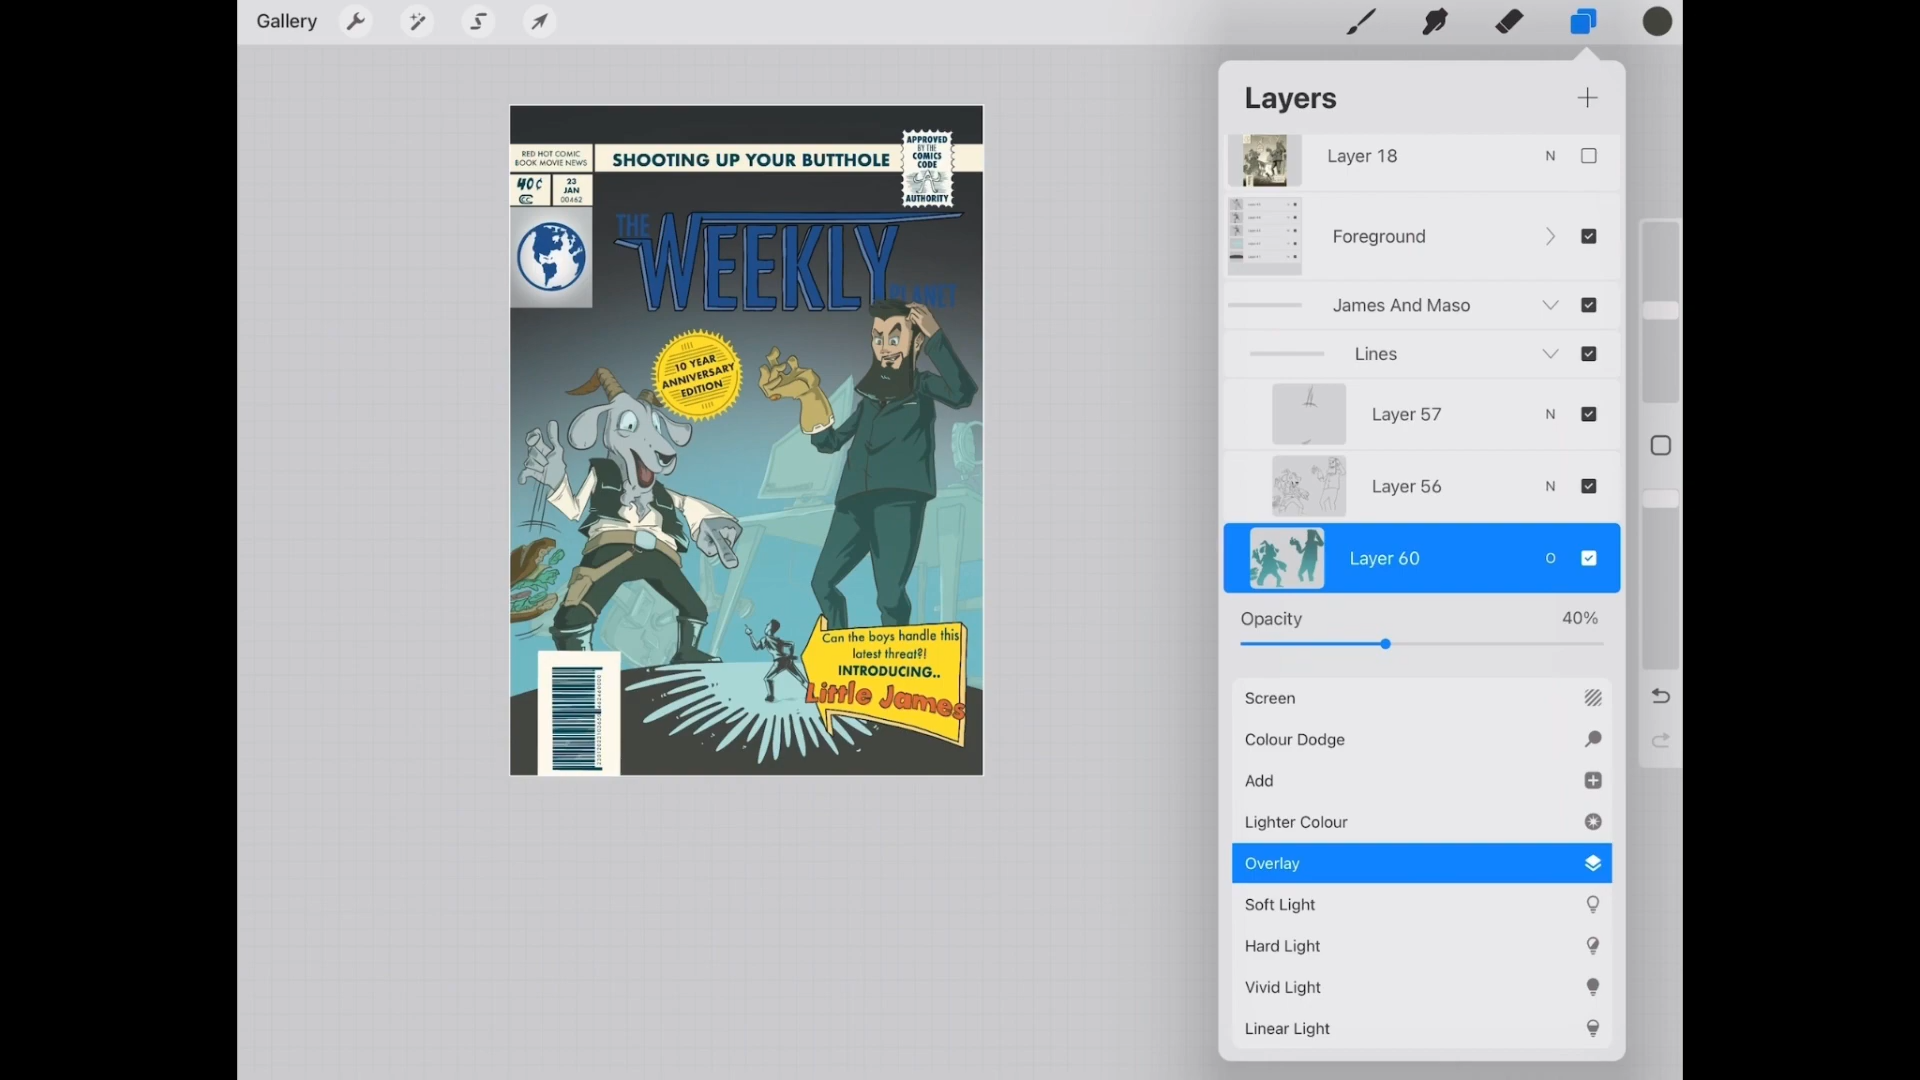 Gallery
Layers
Layer 18 N
Foreground
James And Maso
Lines
Layer 57 N
Layer 56 N
Layer 60 O
Opacity 40%
Screen
Colour Dodge
Add
Lighter Colour
Overlay
Soft Light
Hard Light
Vivid Light
Linear Light
RED HOT COMIC
BOOK MOVIE NEWS
SHOOTING UP YOUR BUTTHOLE
APPROVED
BY THE
COMICS
CODE
AUTHORITY
40¢
CC
23
JAN
00462
THE
WEEKLY
PLANET
10 YEAR
ANNIVERSARY
EDITION
Can the boys handle this
latest threat?!
INTRODUCING..
Little James